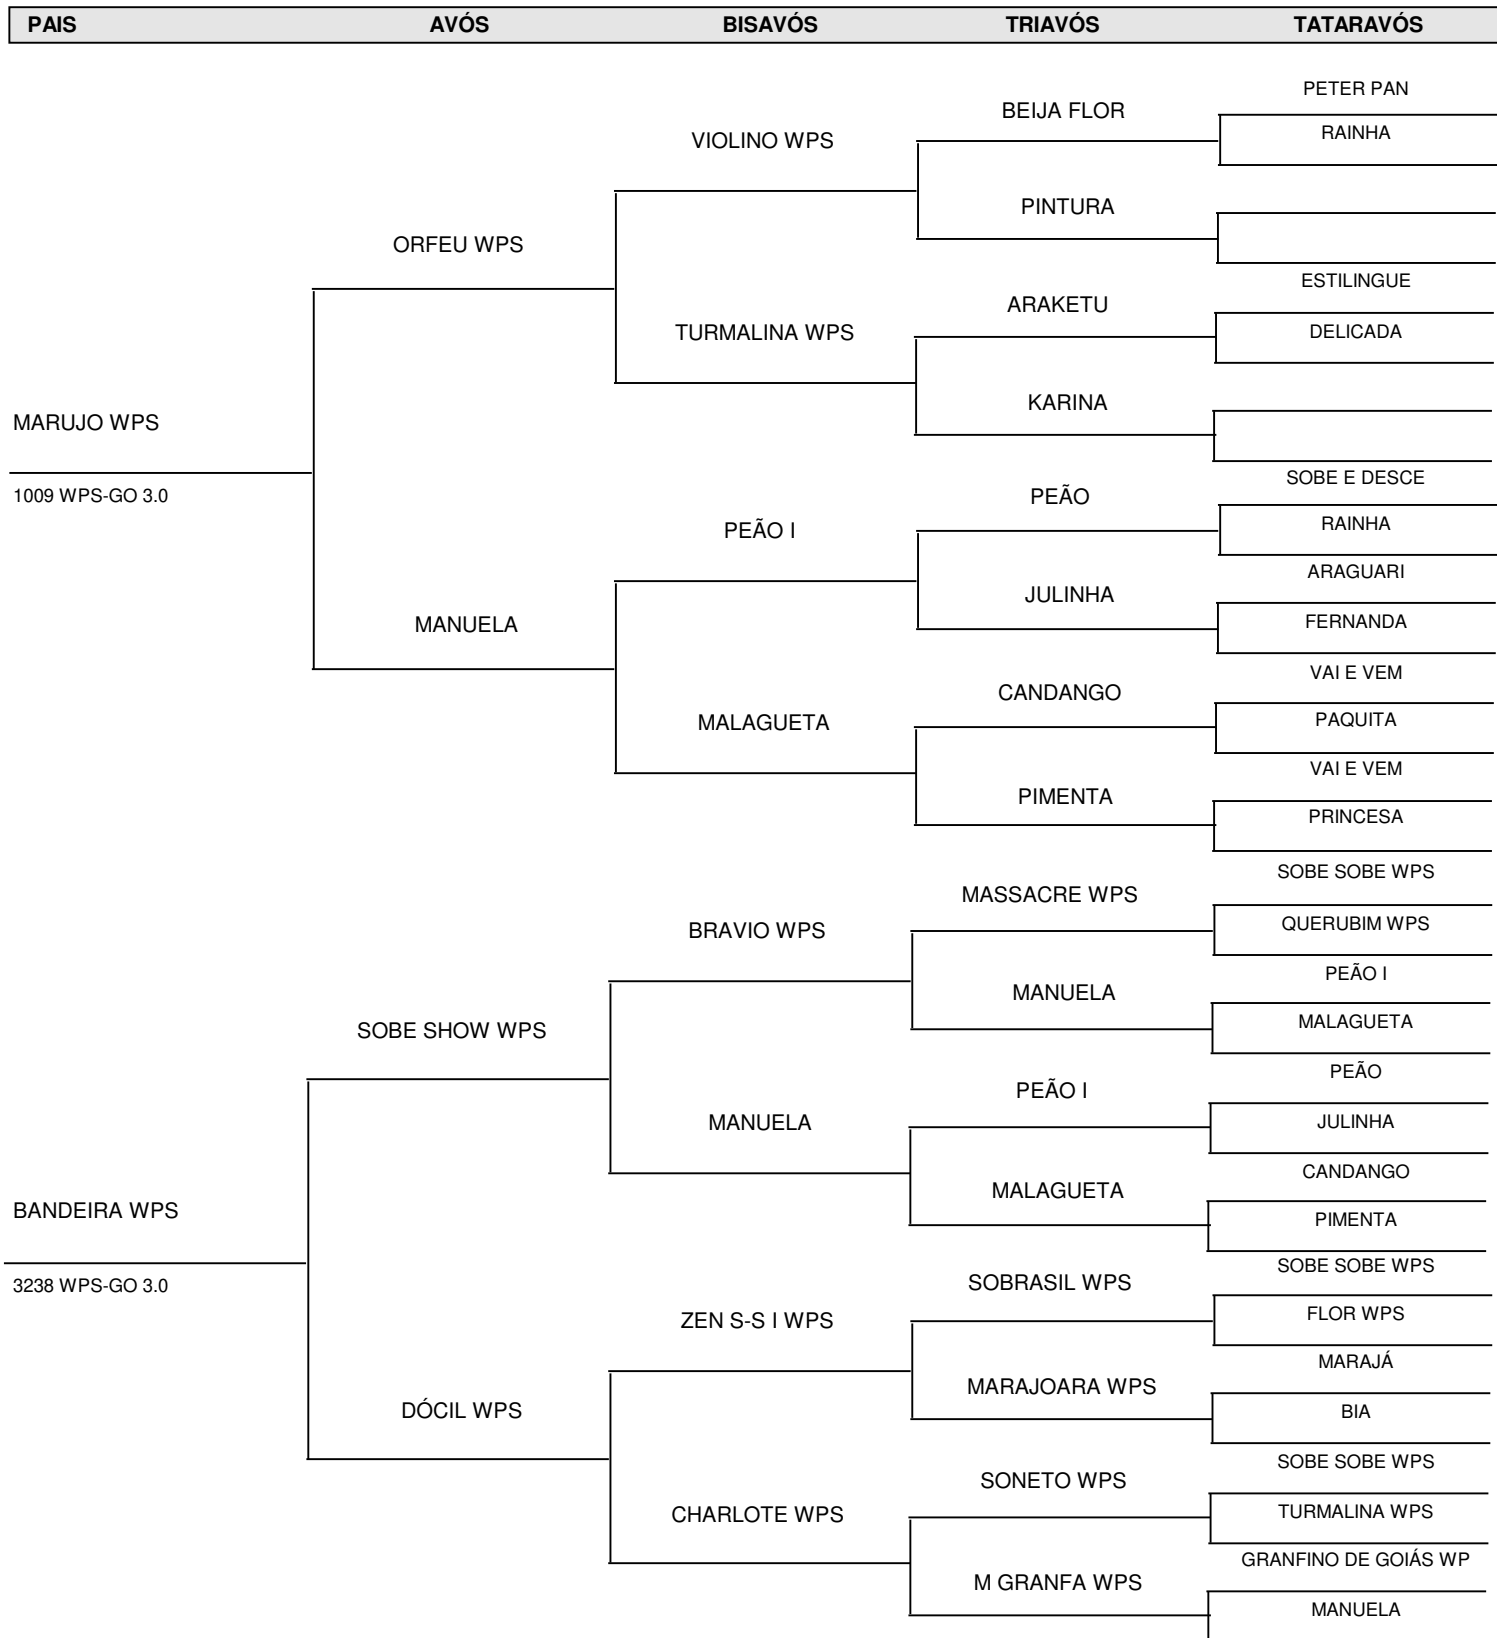 PAIS AVÓS BISAVÓS TRIAVÓS TATARAVÓS
PETER PAN
BEIJA FLOR
RAINHA
VIOLINO WPS
PINTURA
ORFEU WPS
ESTILINGUE
ARAKETU
TURMALINA WPS
DELICADA
KARINA
MARUJO WPS
SOBE E DESCE
1009 WPS-GO 3.0
PEÃO
RAINHA
PEÃO I
ARAGUARI
JULINHA
FERNANDA
MANUELA
VAI E VEM
CANDANGO
PAQUITA
MALAGUETA
VAI E VEM
PIMENTA
PRINCESA
SOBE SOBE WPS
MASSACRE WPS
QUERUBIM WPS
BRAVIO WPS
PEÃO I
MANUELA
MALAGUETA
SOBE SHOW WPS
PEÃO
PEÃO I
JULINHA
MANUELA
CANDANGO
MALAGUETA
BANDEIRA WPS
PIMENTA
SOBE SOBE WPS
3238 WPS-GO 3.0
SOBRASIL WPS
FLOR WPS
ZEN S-S I WPS
MARAJÁ
MARAJOARA WPS
DÓCIL WPS
BIA
SOBE SOBE WPS
SONETO WPS
TURMALINA WPS
CHARLOTE WPS
GRANFINO DE GOIÁS WP
M GRANFA WPS
MANUELA